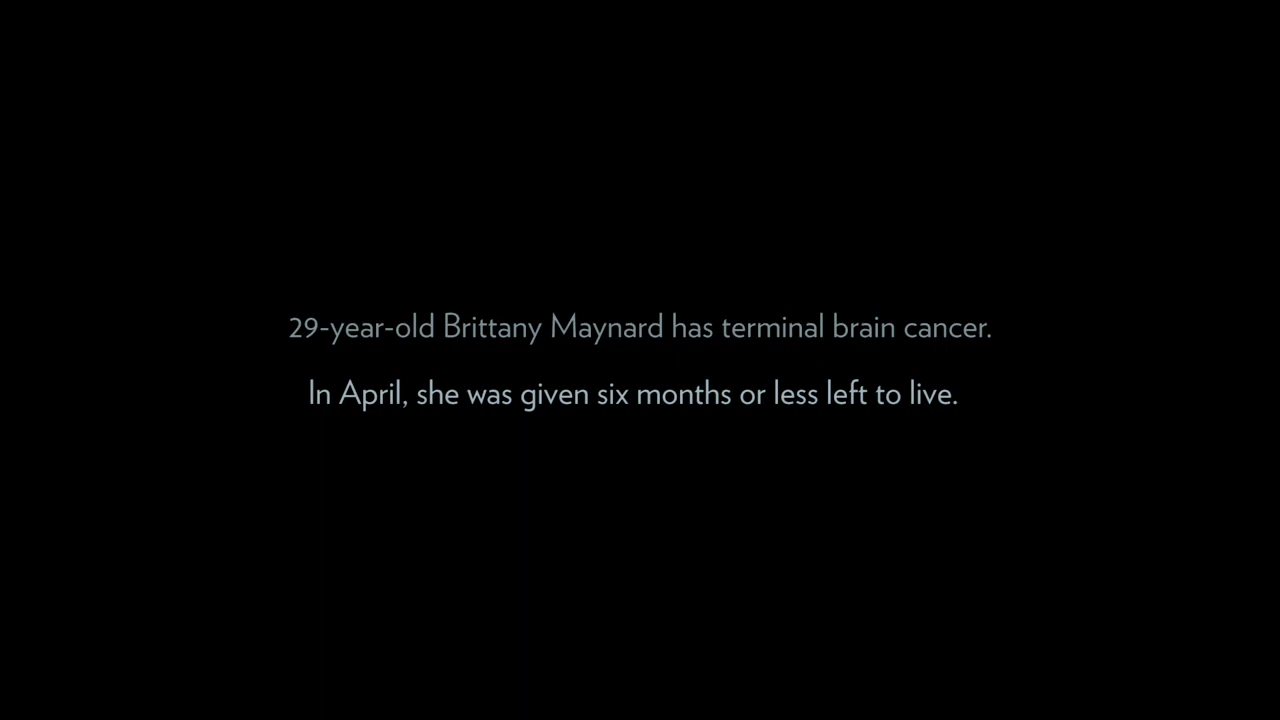 29-year-old Brittany Maynard has terminal brain cancer.
In April, she was given six months or less left to live.